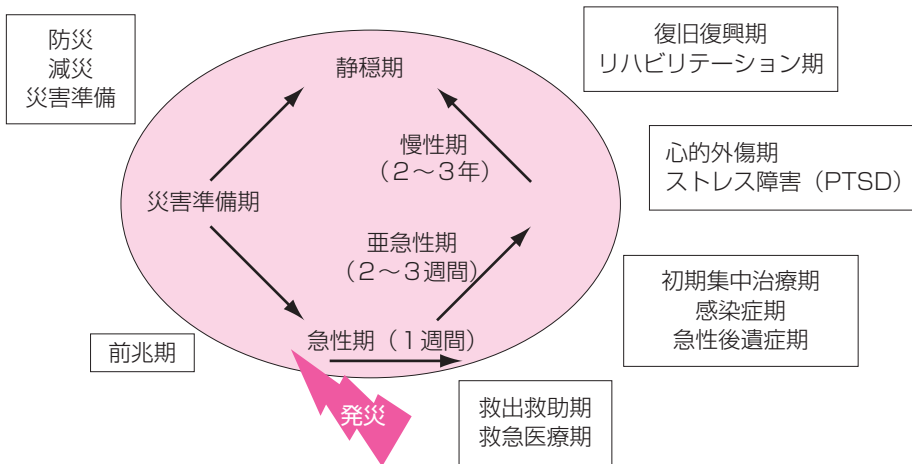 防災
減災
災害準備
静穏期
復旧復興期
リハビリテーション期
慢性期
（２～３年）
心的外傷期
ストレス障害（PTSD）
災害準備期
亜急性期
（２～３週間）
初期集中治療期
感染症期
急性後遺症期
前兆期
急性期（１週間）
発災
救出救助期
救急医療期